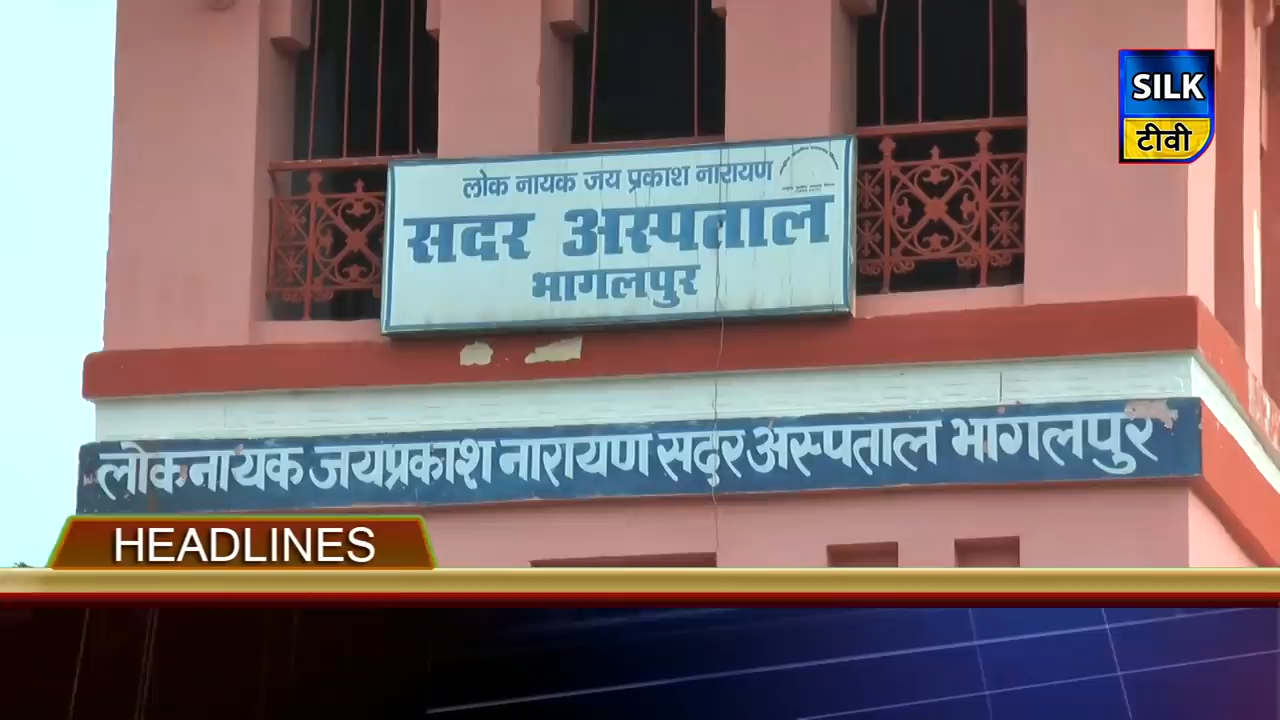 SILK
टीवी
लोक नायक जय प्रकाश नारायण
सदर अस्पताल
भागलपुर
लोकनायक जयप्रकाश नारायण सदर अस्पताल भागलपुर
HEADLINES